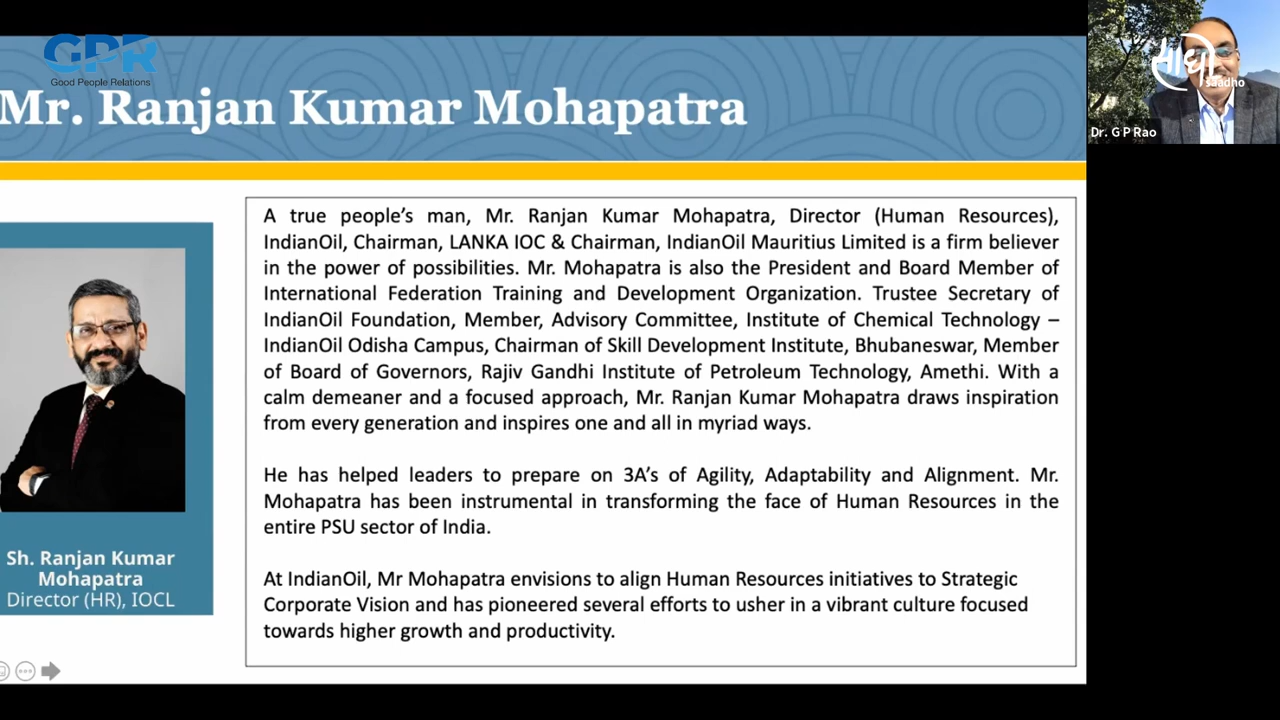 GPR
Good People Relations
Mr. Ranjan Kumar Mohapatra
साधो
saadho
Dr. G P Rao
A true people's man, Mr. Ranjan Kumar Mohapatra, Director (Human Resources),
IndianOil, Chairman, LANKA IOC & Chairman, IndianOil Mauritius Limited is a firm believer
in the power of possibilities. Mr. Mohapatra is also the President and Board Member of
International Federation Training and Development Organization. Trustee Secretary of
IndianOil Foundation, Member, Advisory Committee, Institute of Chemical Technology –
IndianOil Odisha Campus, Chairman of Skill Development Institute, Bhubaneswar, Member
of Board of Governors, Rajiv Gandhi Institute of Petroleum Technology, Amethi. With a
calm demeaner and a focused approach, Mr. Ranjan Kumar Mohapatra draws inspiration
from every generation and inspires one and all in myriad ways.
He has helped leaders to prepare on 3A's of Agility, Adaptability and Alignment. Mr.
Mohapatra has been instrumental in transforming the face of Human Resources in the
entire PSU sector of India.
At IndianOil, Mr Mohapatra envisions to align Human Resources initiatives to Strategic
Corporate Vision and has pioneered several efforts to usher in a vibrant culture focused
towards higher growth and productivity.
Sh. Ranjan Kumar
Mohapatra
Director (HR), IOCL